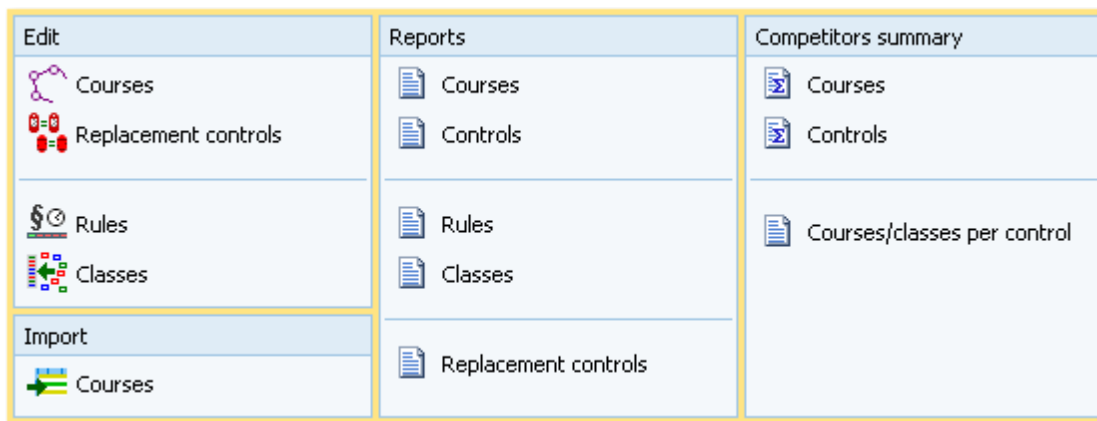 Edit
Courses
Replacement controls
Rules
Classes
Import
Courses
Reports
Courses
Controls
Rules
Classes
Replacement controls
Competitors summary
Courses
Controls
Courses/classes per control